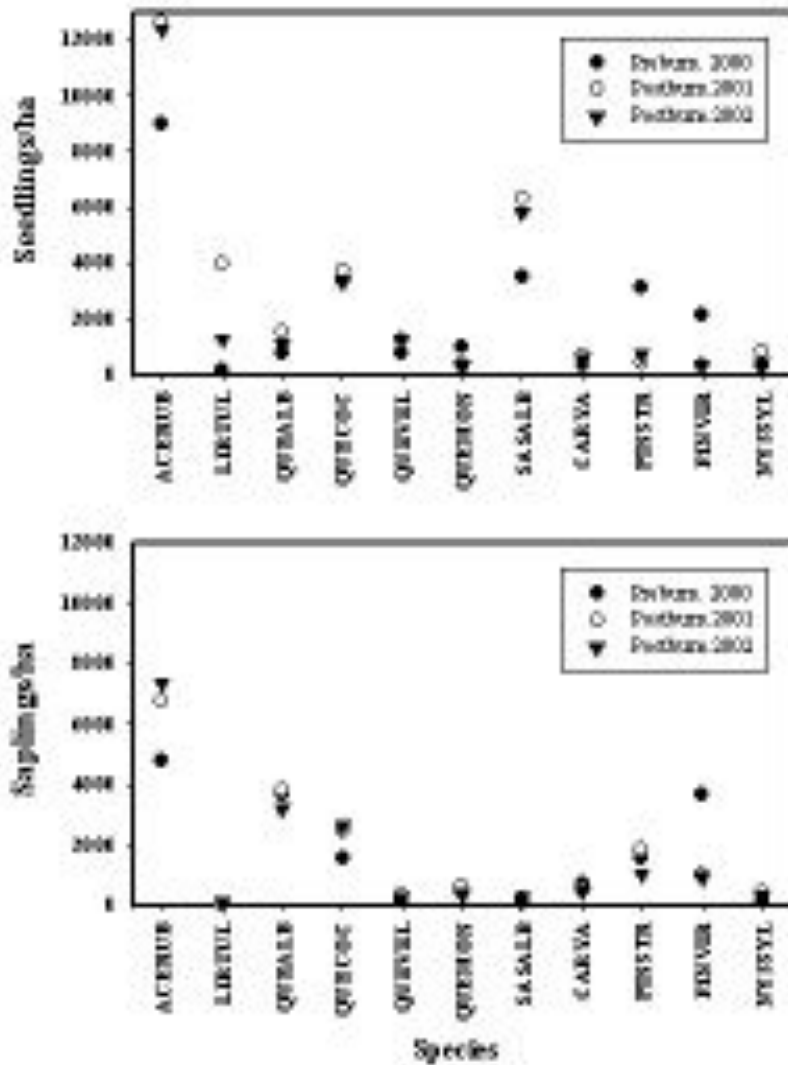 Seedlings/ha
12000
10000
8000
6000
4000
2000
0
Preburn, 2000
Postburn, 2001
Postburn, 2002
ACERUB
LIRTUL
QUEALB
QUECOC
QUEVEL
QUEMON
SASALB
CARYA
PINSTR
PINVIR
NYSSYL
Saplings/ha
12000
10000
8000
6000
4000
2000
0
Preburn, 2000
Postburn, 2001
Postburn, 2002
ACERUB
LIRTUL
QUEALB
QUECOC
QUEVEL
QUEMON
SASALB
CARYA
PINSTR
PINVIR
NYSSYL
Species